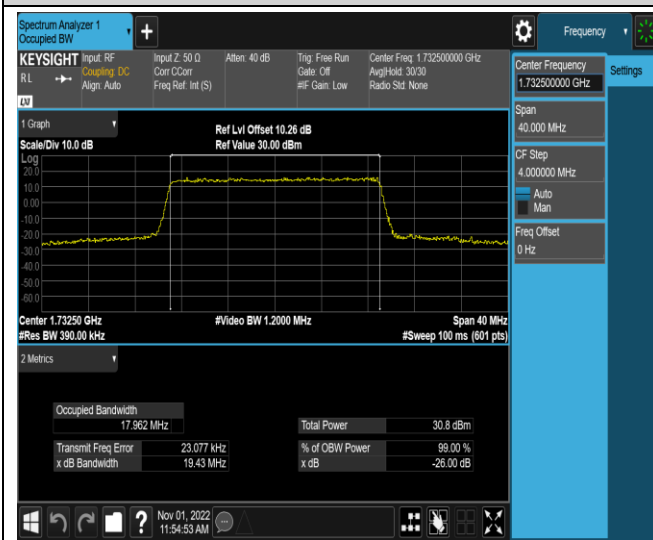 Spectrum Analyzer 1
Occupied BW
+
Frequency
KEYSIGHT
RL
LXI
Input: RF
Coupling: DC
Align: Auto
Input Z: 50 Ω
Corr CCorr
Freq Ref: Int (S)
Atten: 40 dB
Trig: Free Run
Gate: Off
#IF Gain: Low
Center Freq: 1.732500000 GHz
Avg|Hold: 30/30
Radio Std: None
Center Frequency
1.732500000 GHz
Settings
Span
40.000 MHz
CF Step
4.000000 MHz
Auto
Man
Freq Offset
0 Hz
1 Graph
Scale/Div 10.0 dB
Ref Lvl Offset 10.26 dB
Ref Value 30.00 dBm
Log
20.0
10.0
0.00
-10.0
-20.0
-30.0
-50.0
-60.0
Center 1.73250 GHz
#Res BW 390.00 kHz
#Video BW 1.2000 MHz
Span 40 MHz
#Sweep 100 ms (601 pts)
2 Metrics
Occupied Bandwidth
17.962 MHz
Total Power 30.8 dBm
Transmit Freq Error 23.077 kHz
% of OBW Power 99.00 %
x dB Bandwidth 19.43 MHz
x dB -26.00 dB
?
Nov 01, 2022
11:54:53 AM